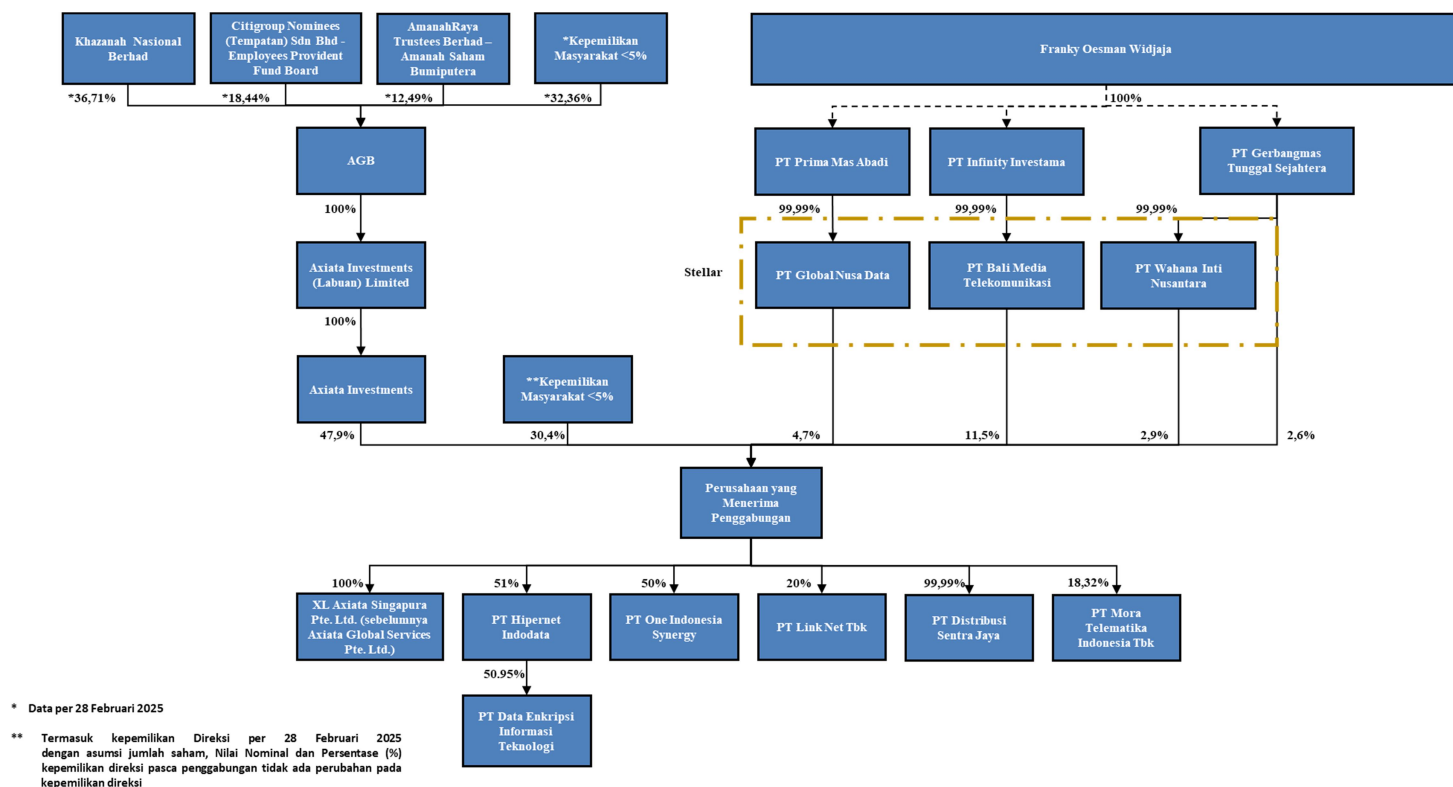 Khazanah Nasional
Berhad
Citigroup Nominees
(Tempatan) Sdn Bhd -
Employees Provident
Fund Board
AmanahRaya
Trustees Berhad –
Amanah Saham
Bumiputera
*Kepemilikan
Masyarakat <5%
Franky Oesman Widjaja
*36,71%
*18,44%
*12,49%
*32,36%
100%
AGB
PT Prima Mas Abadi
PT Infinity Investama
PT Gerbangmas
Tunggal Sejahtera
100%
99,99%
99,99%
99,99%
Stellar
Axiata Investments
(Labuan) Limited
PT Global Nusa Data
PT Bali Media
Telekomunikasi
PT Wahana Inti
Nusantara
100%
Axiata Investments
**Kepemilikan
Masyarakat <5%
47,9%
30,4%
4,7%
11,5%
2,9%
2,6%
Perusahaan yang
Menerima
Penggabungan
100%
51%
50%
20%
99,99%
18,32%
XL Axiata Singapura
Pte. Ltd. (sebelumnya
Axiata Global Services
Pte. Ltd.)
PT Hipernet
Indodata
PT One Indonesia
Synergy
PT Link Net Tbk
PT Distribusi
Sentra Jaya
PT Mora
Telematika
Indonesia Tbk
50.95%
PT Data Enkripsi
Informasi
Teknologi
* Data per 28 Februari 2025
** Termasuk kepemilikan Direksi per 28 Februari 2025
dengan asumsi jumlah saham, Nilai Nominal dan Persentase (%)
kepemilikan direksi pasca penggabungan tidak ada perubahan pada
kepemilikan direksi